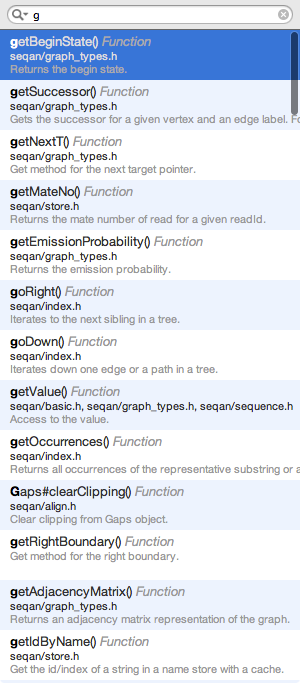 g
getBeginState() Function
seqan/graph_types.h
Returns the begin state.
getSuccessor() Function
seqan/graph_types.h
Gets the successor for a given vertex and an edge label. Fo
getNextT() Function
seqan/graph_types.h
Get method for the next target pointer.
getMateNo() Function
seqan/store.h
Returns the mate number of read for a given readId.
getEmissionProbability() Function
seqan/graph_types.h
Returns the emission probability.
goRight() Function
seqan/index.h
Iterates to the next sibling in a tree.
goDown() Function
seqan/index.h
Iterates down one edge or a path in a tree.
getValue() Function
seqan/basic.h, seqan/graph_types.h, seqan/sequence.h
Access to the value.
getOccurrences() Function
seqan/index.h
Returns all occurrences of the representative substring or a
Gaps#clearClipping() Function
seqan/align.h
Clear clipping from Gaps object.
getRightBoundary() Function
Get method for the right boundary.
getAdjacencyMatrix() Function
seqan/graph_types.h
Returns an adjacency matrix representation of the graph.
getIdByName() Function
seqan/store.h
Get the id/index of a string in a name store with a cache.